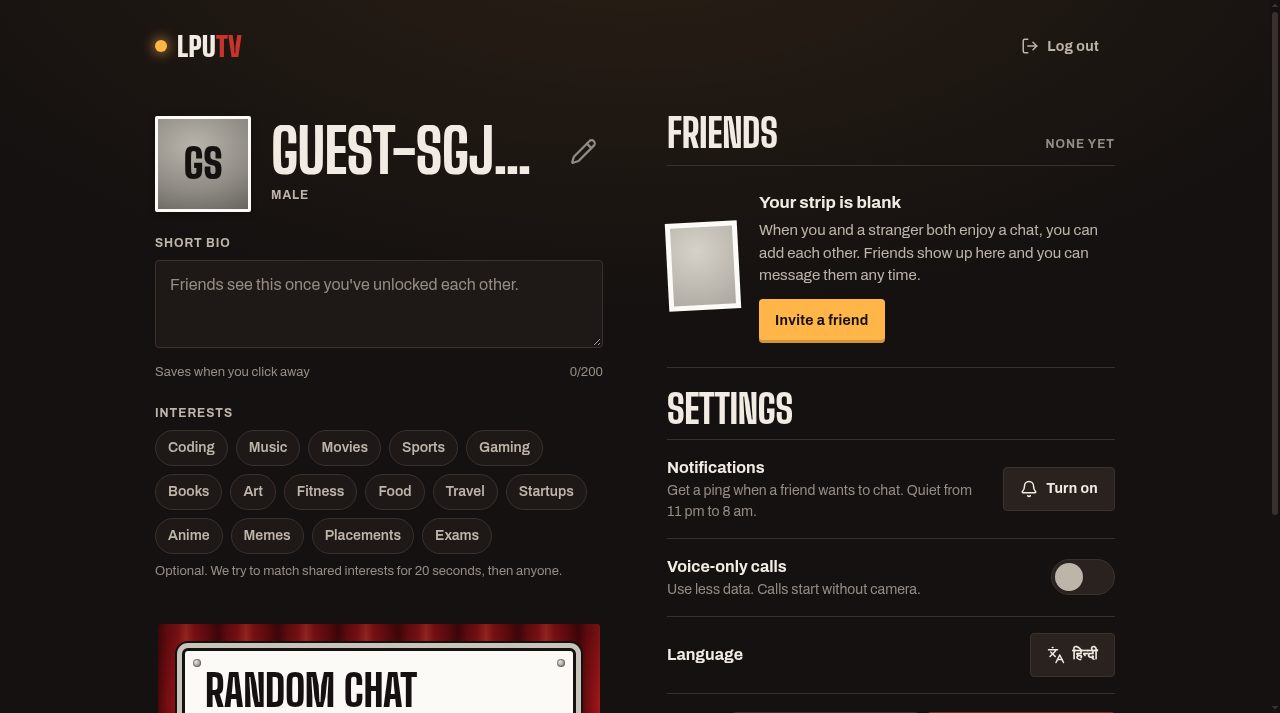 LPUTV
Log out
GS
GUEST-SGJ...
MALE
SHORT BIO
Friends see this once you've unlocked each other.
Saves when you click away
0/200
INTERESTS
Coding
Music
Movies
Sports
Gaming
Books
Art
Fitness
Food
Travel
Startups
Anime
Memes
Placements
Exams
Optional. We try to match shared interests for 20 seconds, then anyone.
RANDOM CHAT
FRIENDS
NONE YET
Your strip is blank
When you and a stranger both enjoy a chat, you can
add each other. Friends show up here and you can
message them any time.
Invite a friend
SETTINGS
Notifications
Get a ping when a friend wants to chat. Quiet from
11 pm to 8 am.
Turn on
Voice-only calls
Use less data. Calls start without camera.
Language
हिन्दी